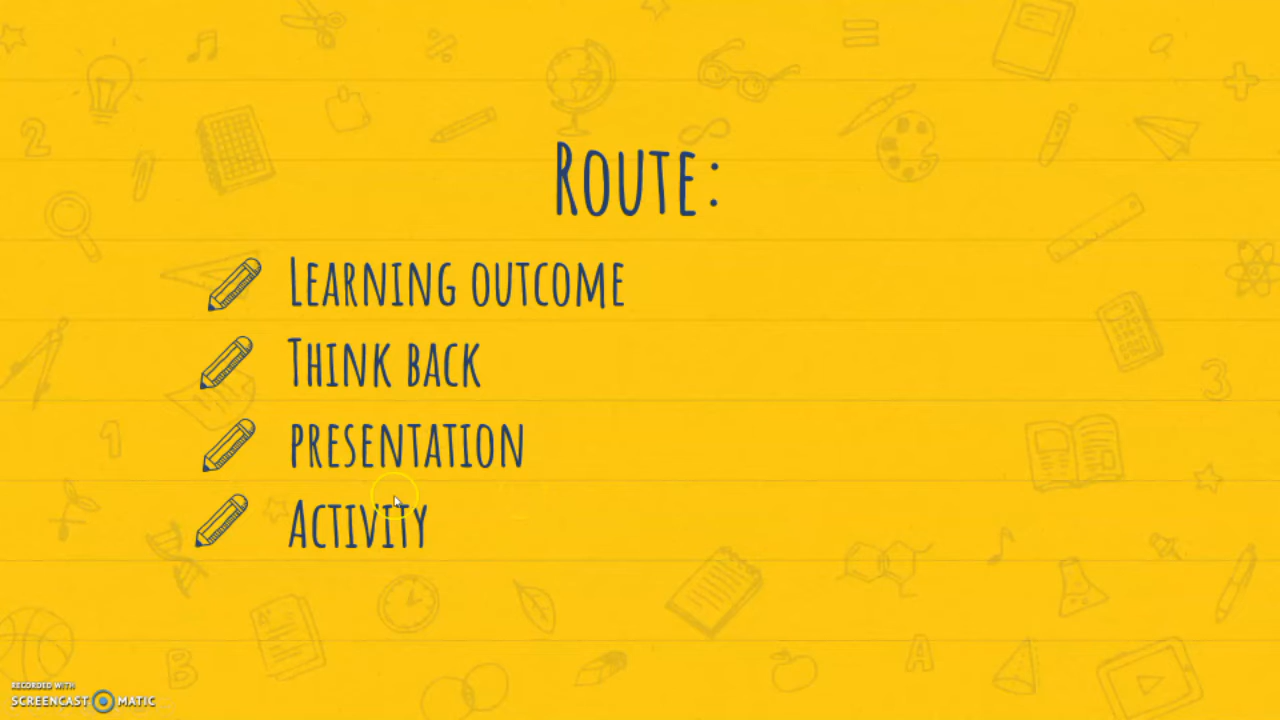 Route:
Learning outcome
Think back
presentation
Activity
RECORDED WITH
SCREENCAST MATIC